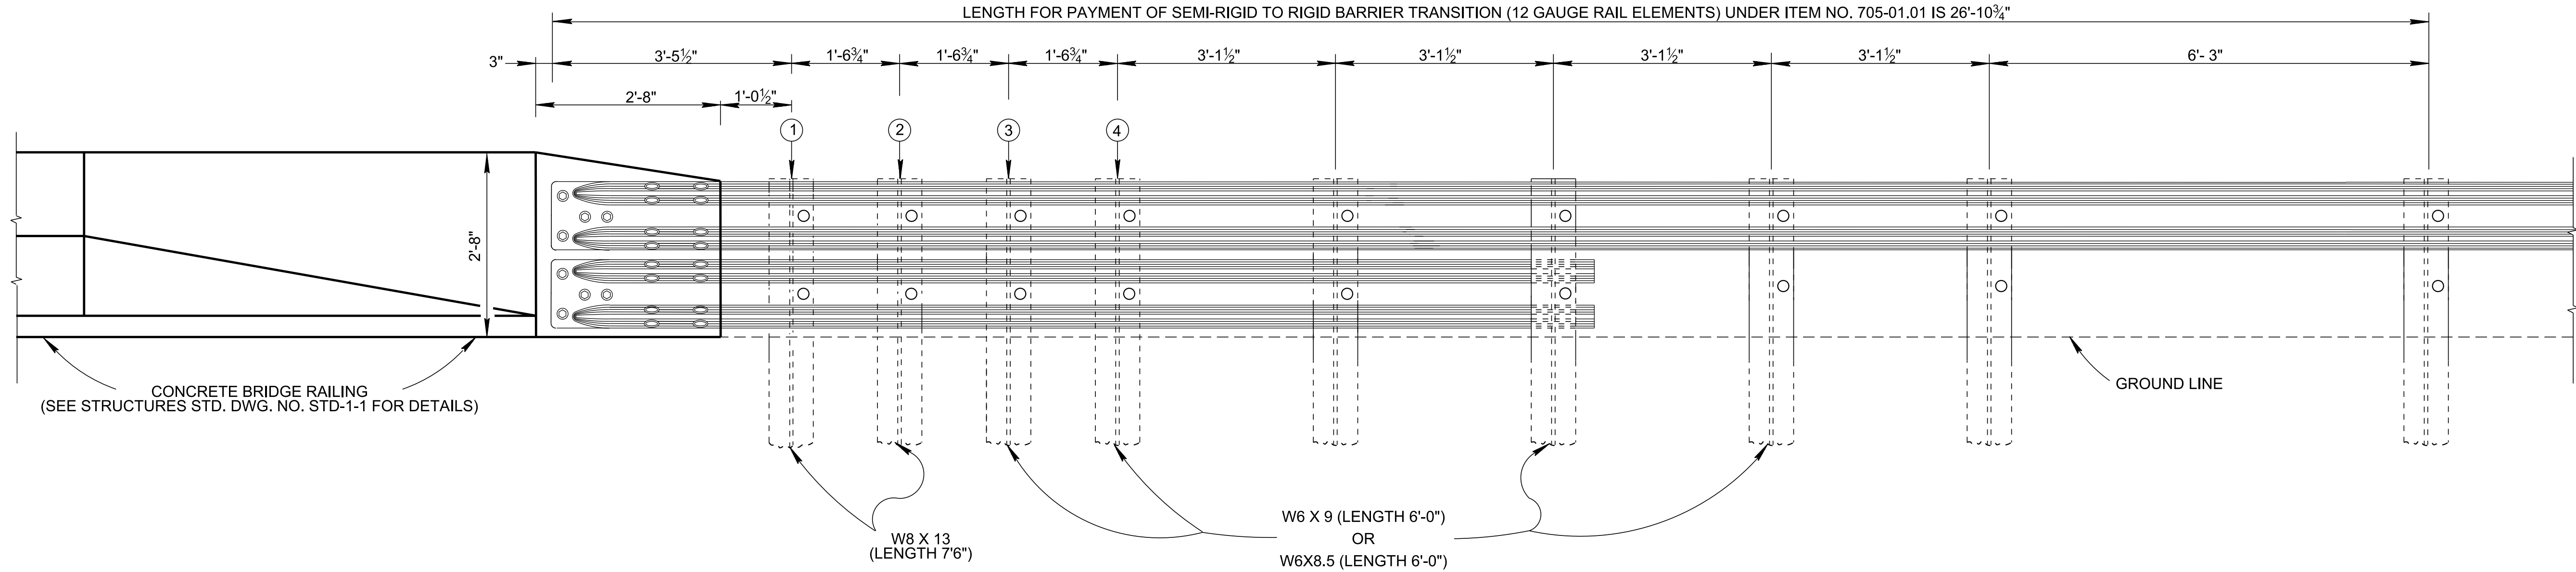 LENGTH FOR PAYMENT OF SEMI-RIGID TO RIGID BARRIER TRANSITION (12 GAUGE RAIL ELEMENTS) UNDER ITEM NO. 705-01.01 IS 26'-10¾"
3" 3'-5½" 1'-6¾" 1'-6¾" 1'-6¾" 3'-1½" 3'-1½" 3'-1½" 3'-1½" 6'- 3"
2'-8" 1'-0½"
1 2 3 4
2'-8"
CONCRETE BRIDGE RAILING
(SEE STRUCTURES STD. DWG. NO. STD-1-1 FOR DETAILS)
GROUND LINE
W8 X 13
(LENGTH 7'6")
W6 X 9 (LENGTH 6'-0")
OR
W6X8.5 (LENGTH 6'-0")